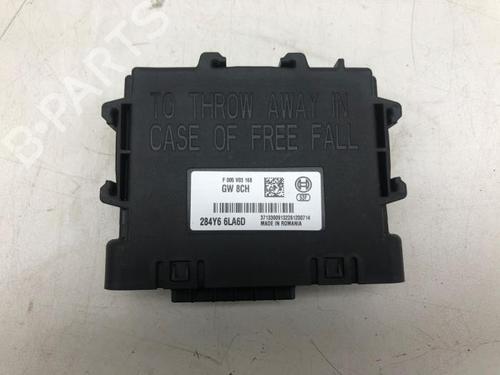 TO THROW AWAY IN
CASE OF FREE FALL
F 005 V03 168
GW 8CH
537
284Y6 6LA6D
MADE IN ROMANIA
B-PARTS